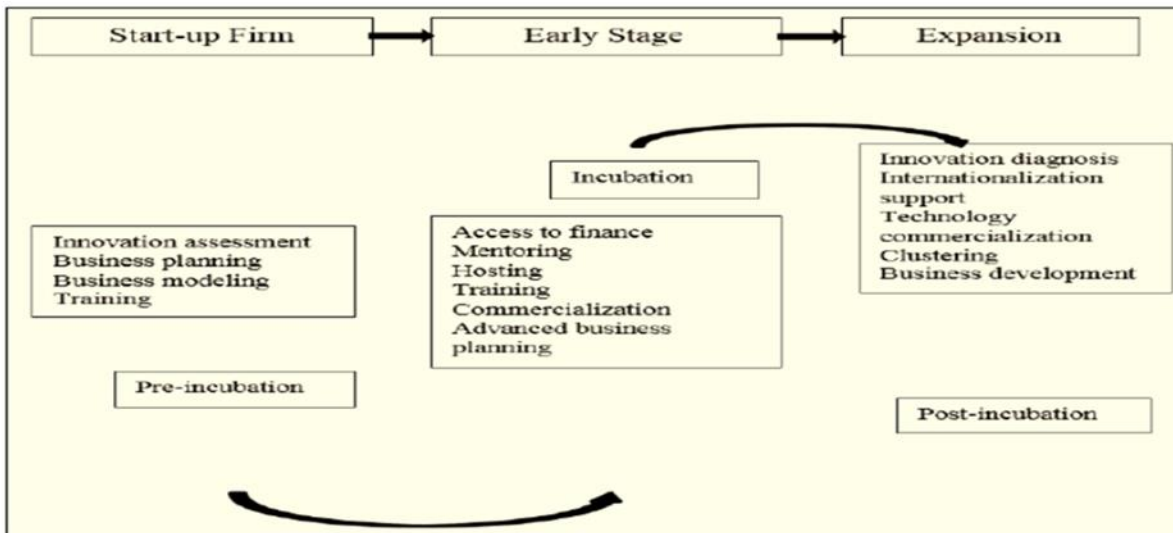 Start-up Firm
Early Stage
Expansion
Innovation assessment
Business planning
Business modeling
Training
Pre-incubation
Incubation
Access to finance
Mentoring
Hosting
Training
Commercialization
Advanced business
planning
Innovation diagnosis
Internationalization
support
Technology
commercialization
Clustering
Business development
Post-incubation